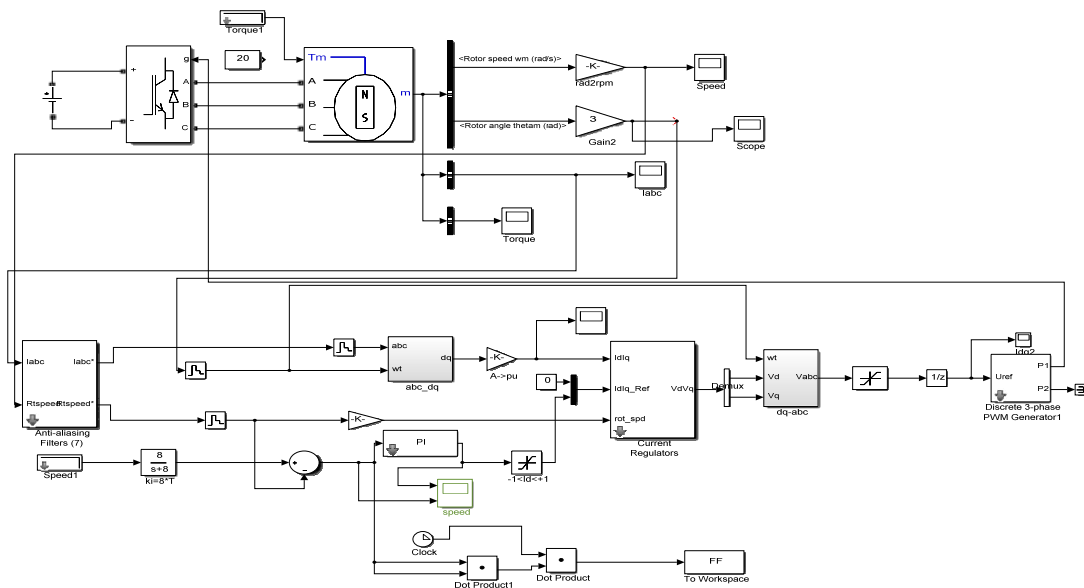 Torque1
20
g
+
A
B
-
C
Tm
A
B
C
m
N
S
<Rotor speed wm (rad/s)>
-K-
rad2rpm
Speed
<Rotor angle thetam (rad)>
3
Gain2
Scope
Iabc
Torque
Iabc
Iabc*
Rtspeed
Rtspeed*
Anti-aliasing
Filters (7)
abc
wt
dq
abc_dq
-K-
A->pu
0
-K-
IdIq
IdIq_Ref
rot_spd
VdVq
Current
Regulators
Demux
wt
Vd
Vq
Vabc
dq-abc
1/z
Idq2
Uref
P1
P2
Discrete 3-phase
PWM Generator1
Speed1
8
s+8
ki=8*T
+
-
PI
-1<Id<+1
speed
Clock
Dot Product1
Dot Product
FF
To Workspace